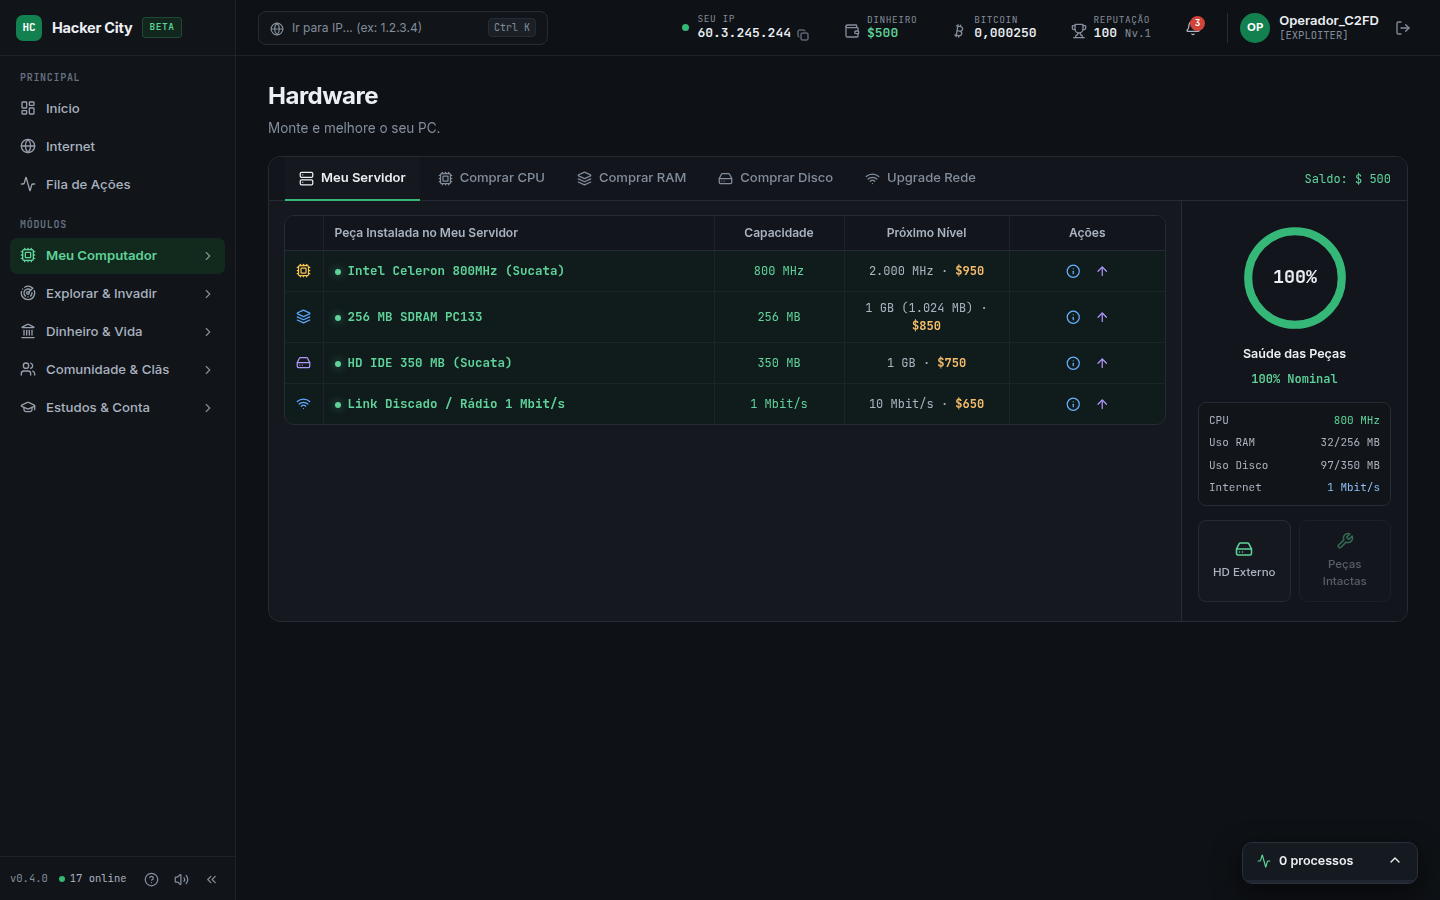 HC Hacker City BETA
Ir para IP... (ex: 1.2.3.4) Ctrl K
SEU IP
60.3.245.244
DINHEIRO
$500
BITCOIN
0,000250
REPUTAÇÃO
100 Nv.1
3
OP
Operador_C2FD
[EXPLOITER]
PRINCIPAL
Início
Internet
Fila de Ações
MÓDULOS
Meu Computador
Explorar & Invadir
Dinheiro & Vida
Comunidade & Clãs
Estudos & Conta
v0.4.0 17 online
Hardware
Monte e melhore o seu PC.
Meu Servidor Comprar CPU Comprar RAM Comprar Disco Upgrade Rede Saldo: $ 500
Peça Instalada no Meu Servidor Capacidade Próximo Nível Ações
Intel Celeron 800MHz (Sucata) 800 MHz 2.000 MHz · $950
256 MB SDRAM PC133 256 MB 1 GB (1.024 MB) ·
$850
HD IDE 350 MB (Sucata) 350 MB 1 GB · $750
Link Discado / Rádio 1 Mbit/s 1 Mbit/s 10 Mbit/s · $650
100%
Saúde das Peças
100% Nominal
CPU 800 MHz
Uso RAM 32/256 MB
Uso Disco 97/350 MB
Internet 1 Mbit/s
HD Externo
Peças
Intactas
0 processos